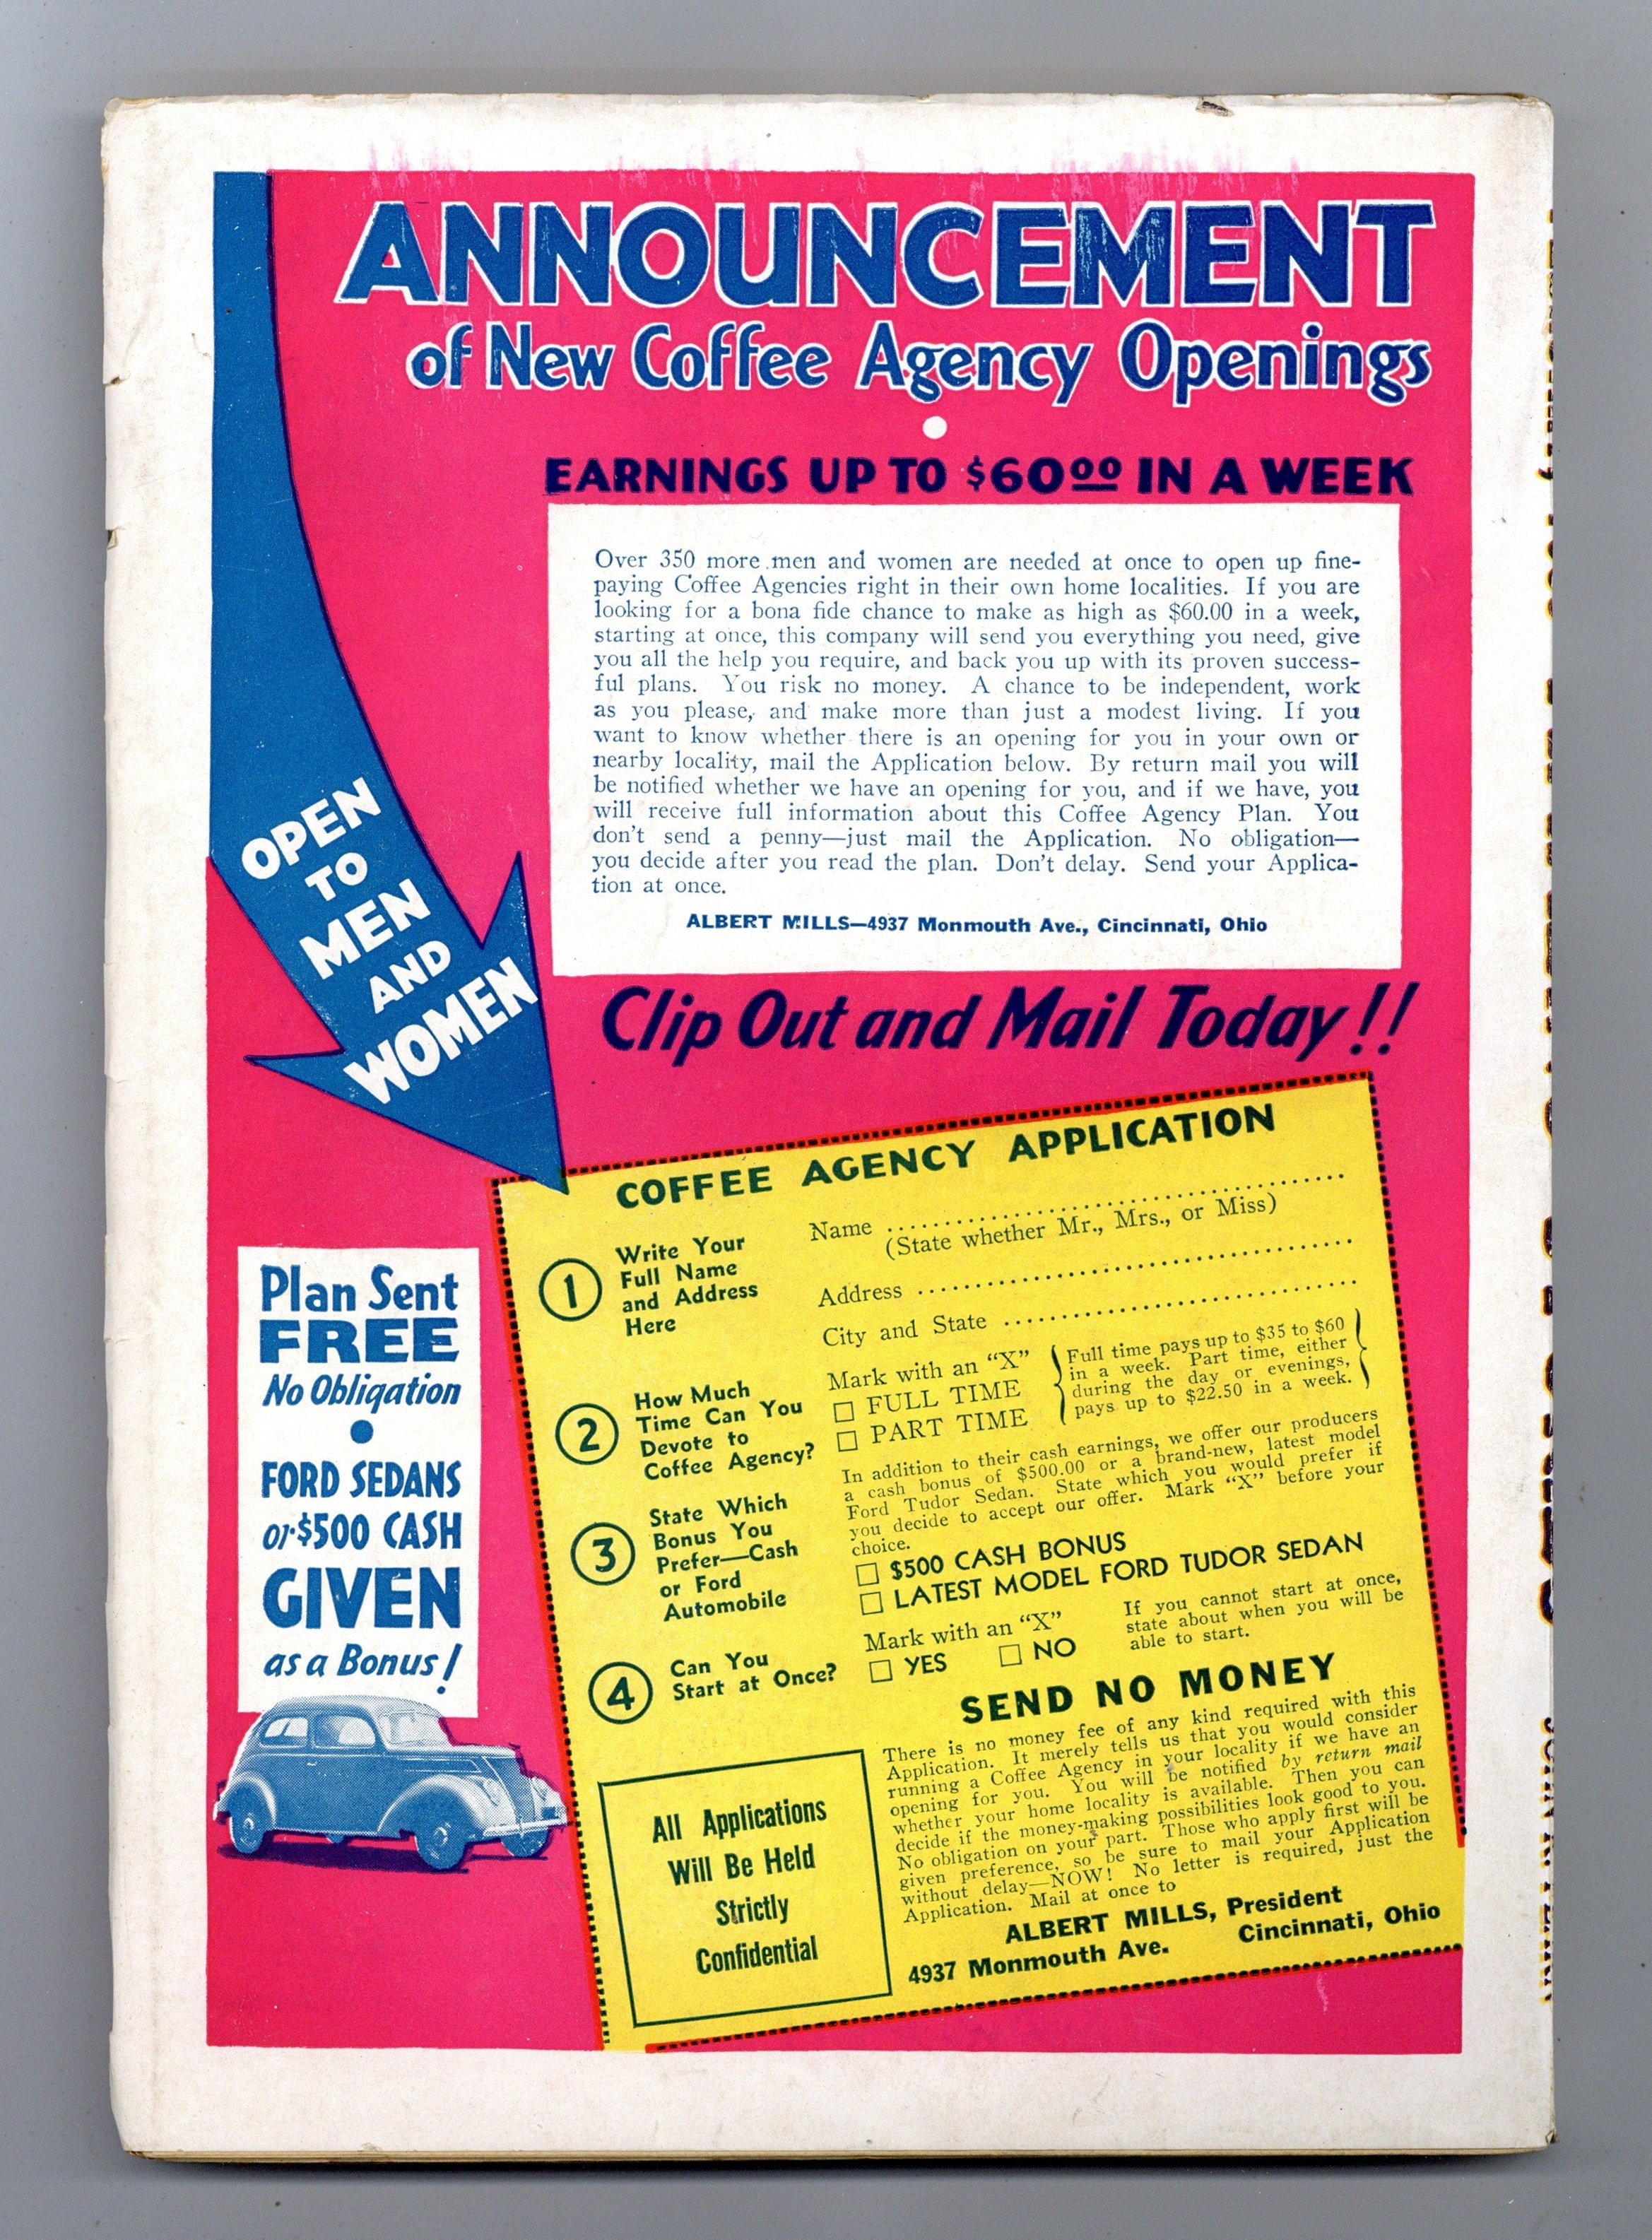 ANNOUNCEMENT
of New Coffee Agency Openings
EARNINGS UP TO $60.00 IN A WEEK
Over 350 more men and women are needed at once to open up fine-
paying Coffee Agencies right in their own home localities. If you are
looking for a bona fide chance to make as high as $60.00 in a week,
starting at once, this company will send you everything you need, give
you all the help you require, and back you up with its proven success-
ful plans. You risk no money. A chance to be independent, work
as you please, and make more than just a modest living. If you
want to know whether there is an opening for you in your own or
nearby locality, mail the Application below. By return mail you will
be notified whether we have an opening for you, and if we have, you
will receive full information about this Coffee Agency Plan. You
don't send a penny—just mail the Application. No obligation—
you decide after you read the plan. Don't delay. Send your Applica-
tion at once.
ALBERT MILLS—4937 Monmouth Ave., Cincinnati, Ohio
OPEN
TO
MEN
AND
WOMEN
Clip Out and Mail Today!!
COFFEE AGENCY APPLICATION
1
Write Your
Full Name
and Address
Here
Name
(State whether Mr., Mrs., or Miss)
Address
City and State
2
How Much
Time Can You
Devote to
Coffee Agency?
Mark with an "X"
FULL TIME
PART TIME
Full time pays up to $35 to $60
in a week. Part time, either
during the day or evenings,
pays up to $22.50 in a week.
3
State Which
Bonus You
Prefer—Cash
or Ford
Automobile
In addition to their cash earnings, we offer our producers
a cash bonus of $500.00 or a brand-new, latest model
Ford Tudor Sedan. State which you would prefer if
you decide to accept our offer. Mark "X" before your
choice.
$500 CASH BONUS
LATEST MODEL FORD TUDOR SEDAN
4
Can You
Start at Once?
Mark with an "X"
YES NO
If you cannot start at once,
state about when you will be
able to start.
SEND NO MONEY
There is no money fee of any kind required with this
Application. It merely tells us that you would consider
running a Coffee Agency in your locality if we have an
opening for you. You will be notified by return mail
whether your home locality is available. Then you can
decide if the money-making possibilities look good to you.
No obligation on your part. Those who apply first will be
given preference, so be sure to mail your Application
without delay—NOW! No letter is required, just the
Application. Mail at once to
ALBERT MILLS, President
4937 Monmouth Ave. Cincinnati, Ohio
All Applications
Will Be Held
Strictly
Confidential
Plan Sent
FREE
No Obligation
FORD SEDANS
or $500 CASH
GIVEN
as a Bonus!